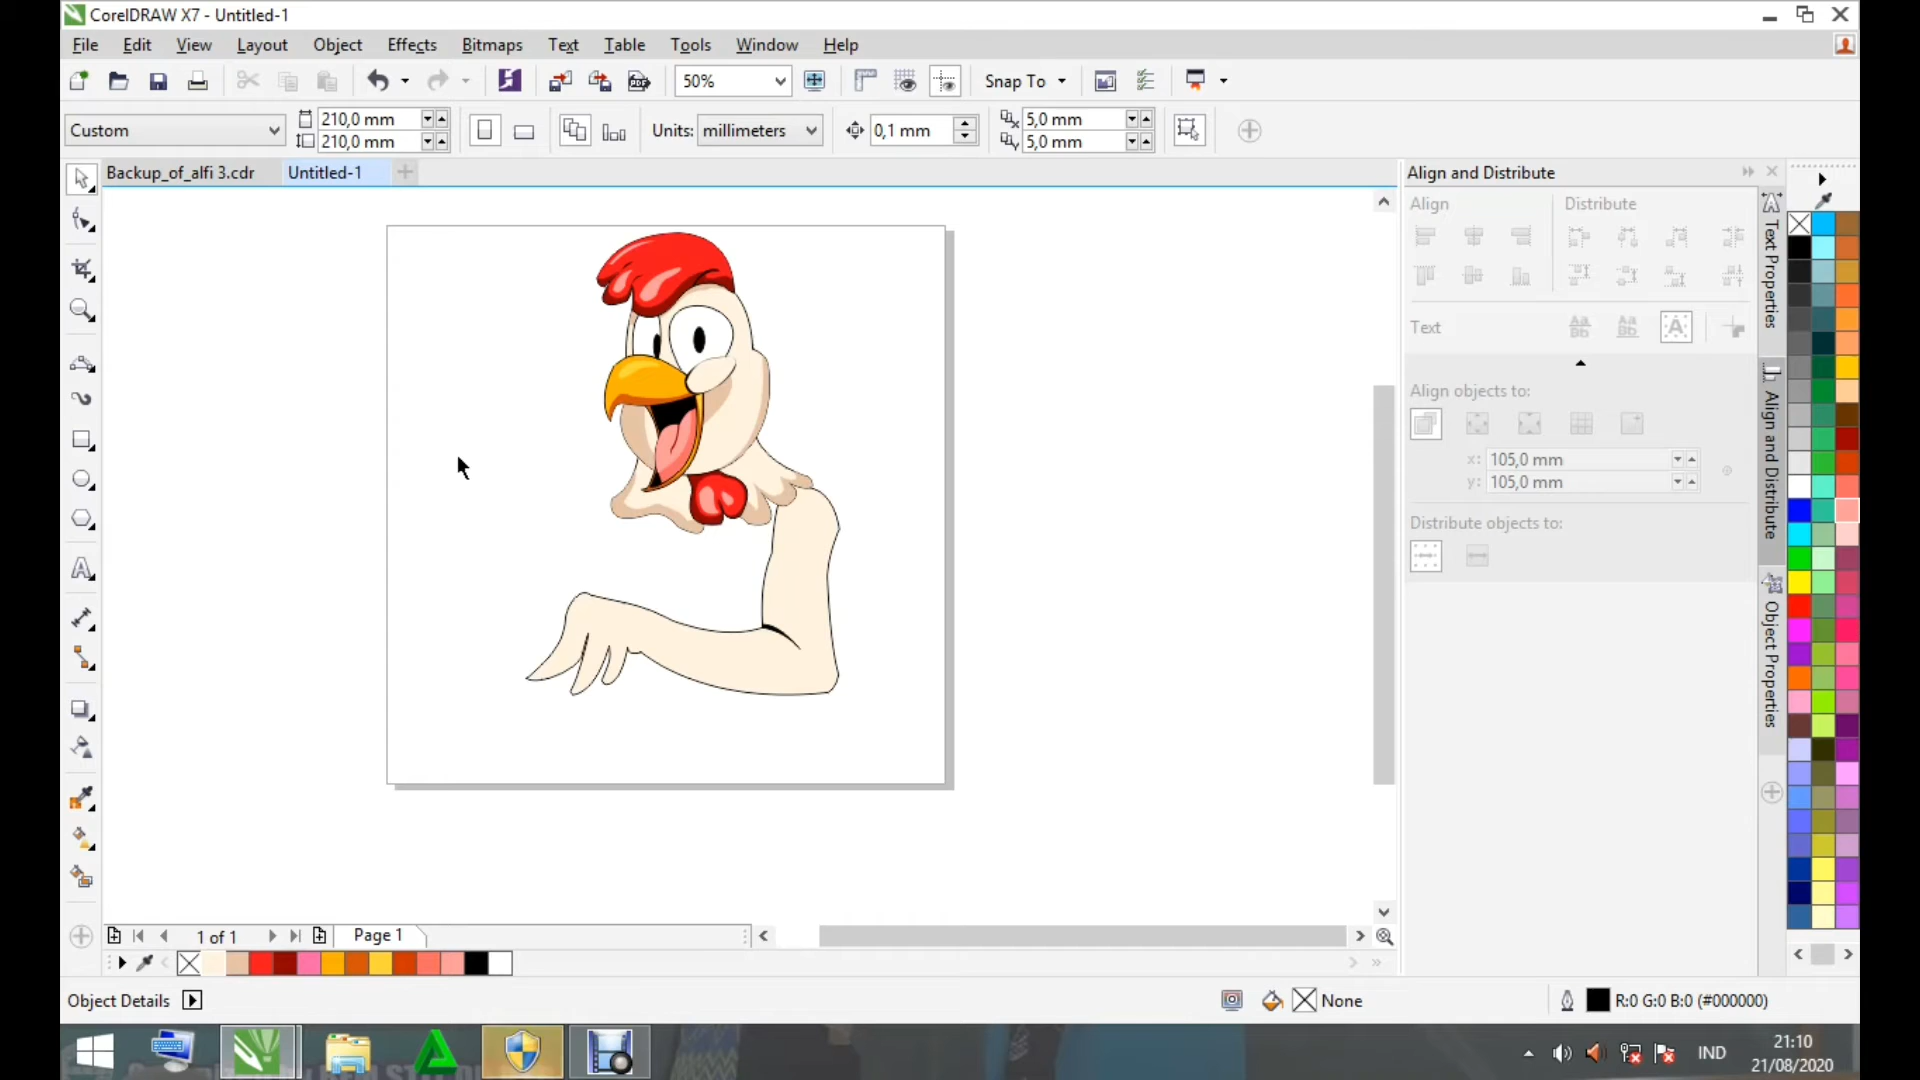 CorelDRAW X7 - Untitled-1
File Edit View Layout Object Effects Bitmaps Text Table Tools Window Help
50% Snap To
Custom 210,0 mm 210,0 mm Units: millimeters 0,1 mm 5,0 mm 5,0 mm
Backup_of_alfi 3.cdr Untitled-1
Align and Distribute
Align Distribute
Text
Align objects to:
x: 105,0 mm
y: 105,0 mm
Distribute objects to:
Text Properties
Align and Distribute
Object Properties
1 of 1 Page 1
Object Details None R:0 G:0 B:0 (#000000)
IND 21:10
21/08/2020